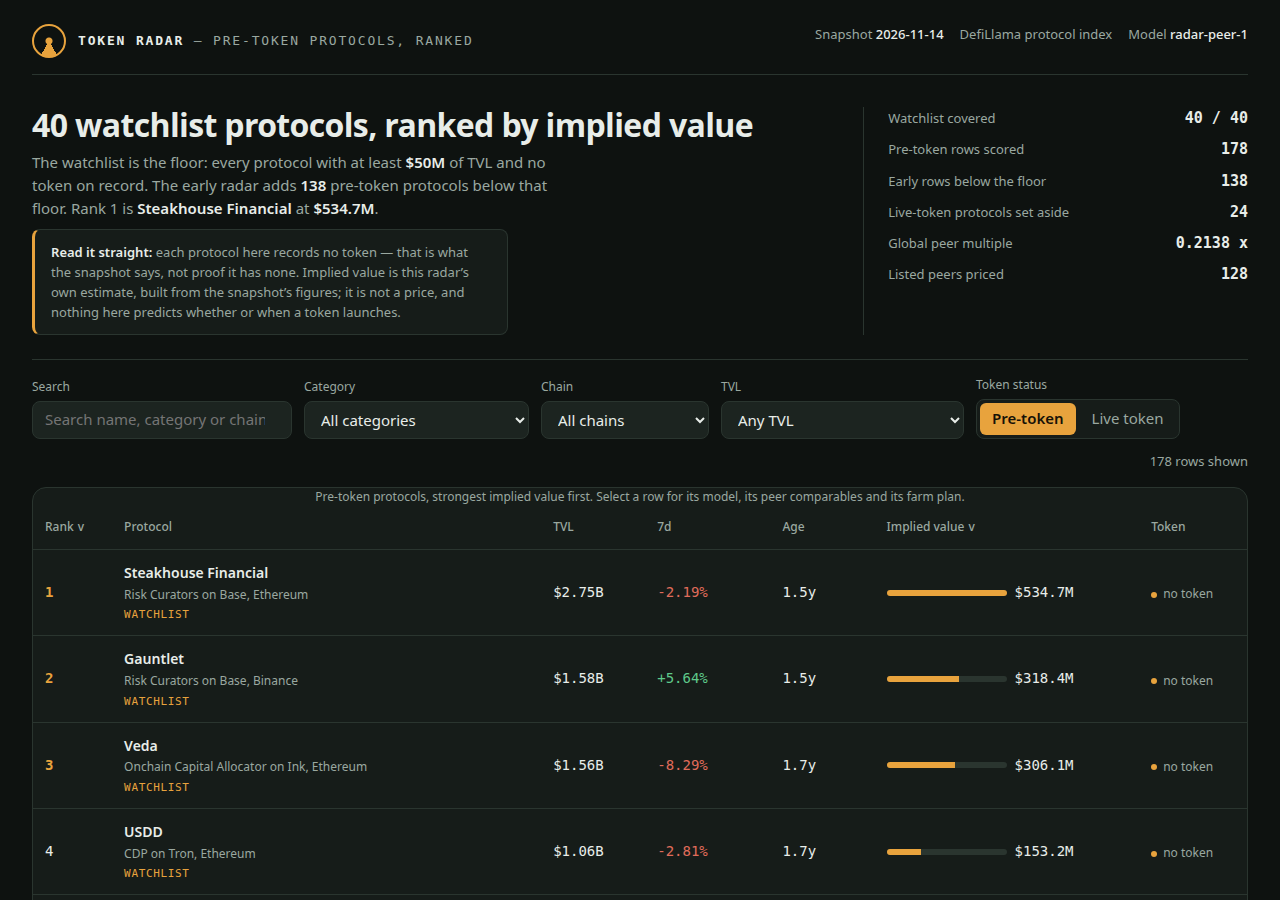 TOKEN RADAR — PRE-TOKEN PROTOCOLS, RANKED
Snapshot 2026-11-14 DefiLlama protocol index Model radar-peer-1
40 watchlist protocols, ranked by implied value
The watchlist is the floor: every protocol with at least $50M of TVL and no
token on record. The early radar adds 138 pre-token protocols below that
floor. Rank 1 is Steakhouse Financial at $534.7M.
Read it straight: each protocol here records no token — that is what
the snapshot says, not proof it has none. Implied value is this radar's
own estimate, built from the snapshot's figures; it is not a price, and
nothing here predicts whether or when a token launches.
Watchlist covered 40 / 40
Pre-token rows scored 178
Early rows below the floor 138
Live-token protocols set aside 24
Global peer multiple 0.2138 x
Listed peers priced 128
Search Category Chain TVL Token status
Search name, category or chain All categories All chains Any TVL Pre-token Live token
178 rows shown
Pre-token protocols, strongest implied value first. Select a row for its model, its peer comparables and its farm plan.
Rank v Protocol TVL 7d Age Implied value v Token
Steakhouse Financial
1 Risk Curators on Base, Ethereum $2.75B -2.19% 1.5y $534.7M no token
WATCHLIST
Gauntlet
2 Risk Curators on Base, Binance $1.58B +5.64% 1.5y $318.4M no token
WATCHLIST
Veda
3 Onchain Capital Allocator on Ink, Ethereum $1.56B -8.29% 1.7y $306.1M no token
WATCHLIST
USDD
4 CDP on Tron, Ethereum $1.06B -2.81% 1.7y $153.2M no token
WATCHLIST